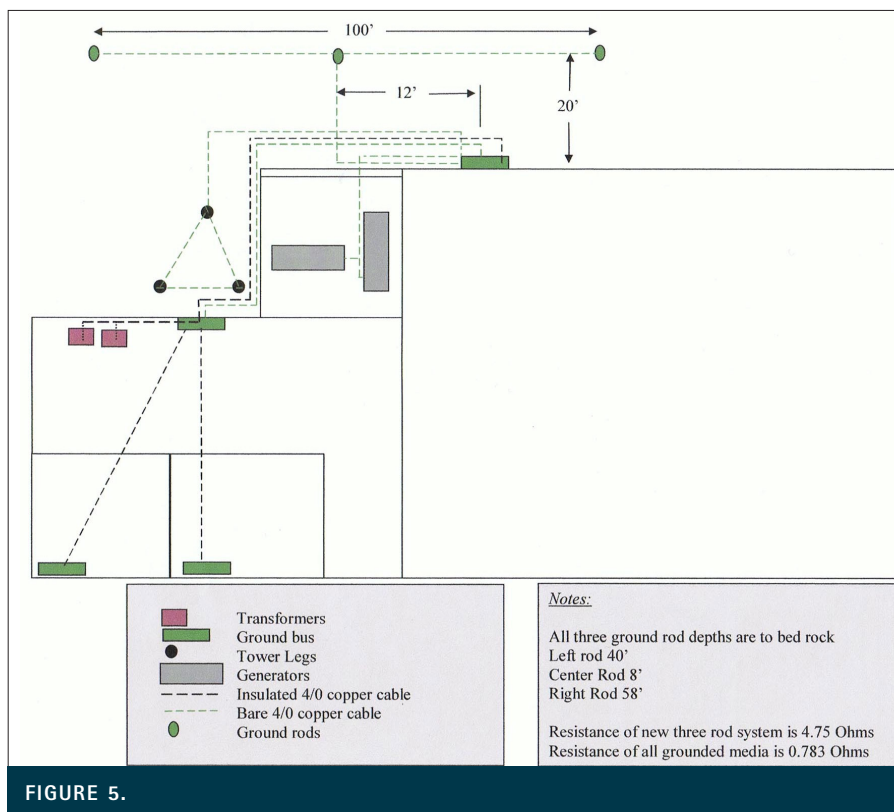 100'
12'
20'
Transformers
Ground bus
Tower Legs
Generators
Insulated 4/0 copper cable
Bare 4/0 copper cable
Ground rods
Notes:
All three ground rod depths are to bed rock
Left rod 40'
Center Rod 8'
Right Rod 58'
Resistance of new three rod system is 4.75 Ohms
Resistance of all grounded media is 0.783 Ohms
FIGURE 5.